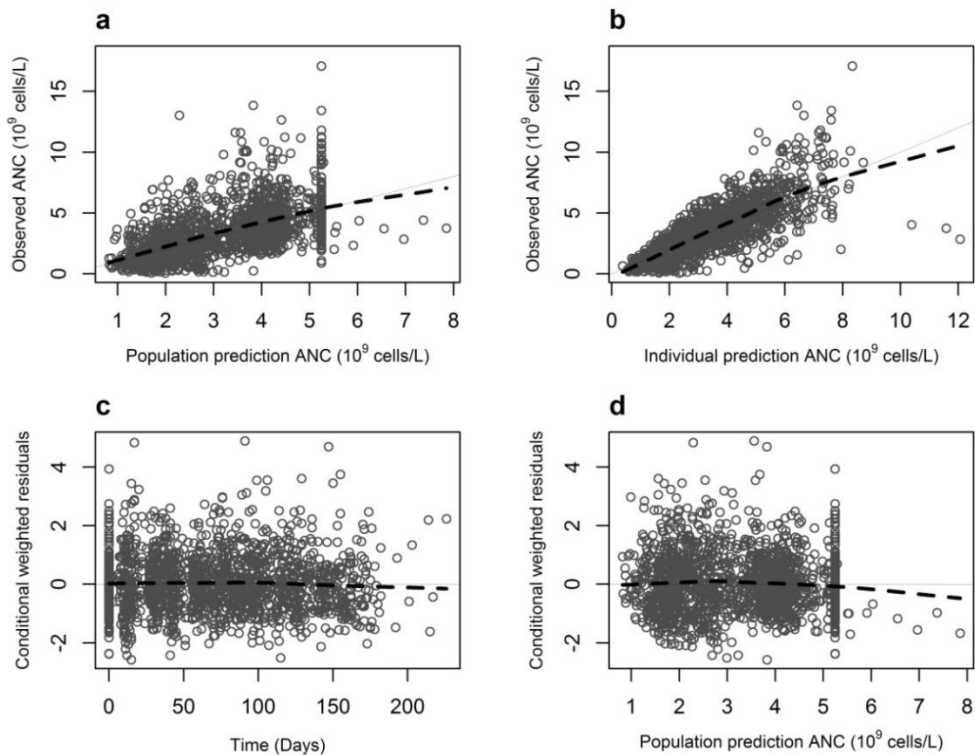 a
Observed ANC (10⁹ cells/L)
0 5 10 15
1 2 3 4 5 6 7 8
Population prediction ANC (10⁹ cells/L)
b
Observed ANC (10⁹ cells/L)
0 5 10 15
0 2 4 6 8 10 12
Individual prediction ANC (10⁹ cells/L)
c
Conditional weighted residuals
-2 0 2 4
0 50 100 150 200
Time (Days)
d
Conditional weighted residuals
-2 0 2 4
1 2 3 4 5 6 7 8
Population prediction ANC (10⁹ cells/L)